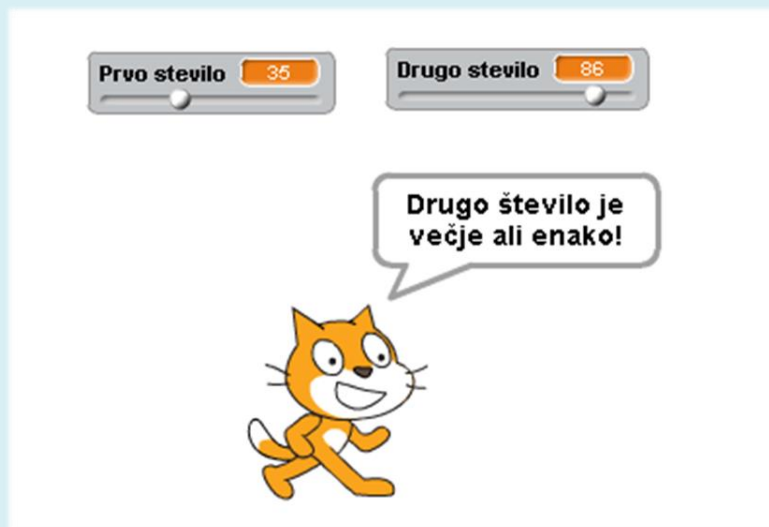 Prvo stevilo 35
Drugo stevilo 86
Drugo število je
večje ali enako!